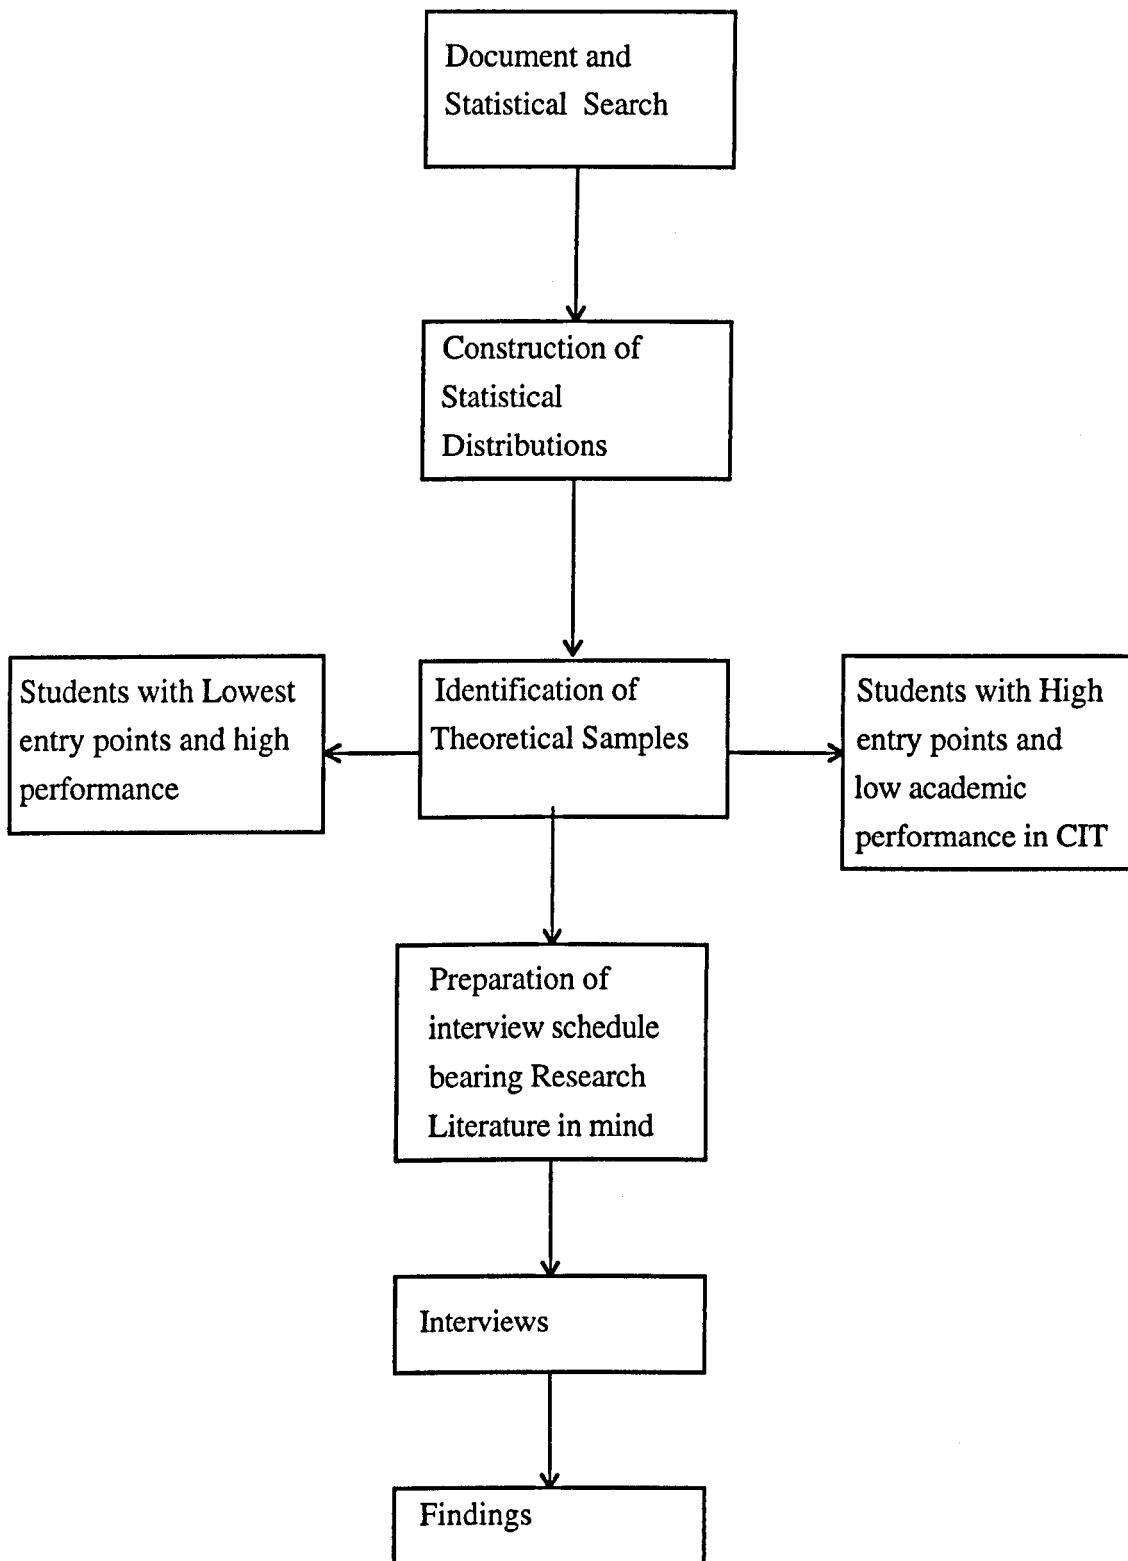 Document and
Statistical Search
Construction of
Statistical
Distributions
Students with Lowest
entry points and high
performance
Identification of
Theoretical Samples
Students with High
entry points and
low academic
performance in CIT
Preparation of
interview schedule
bearing Research
Literature in mind
Interviews
Findings